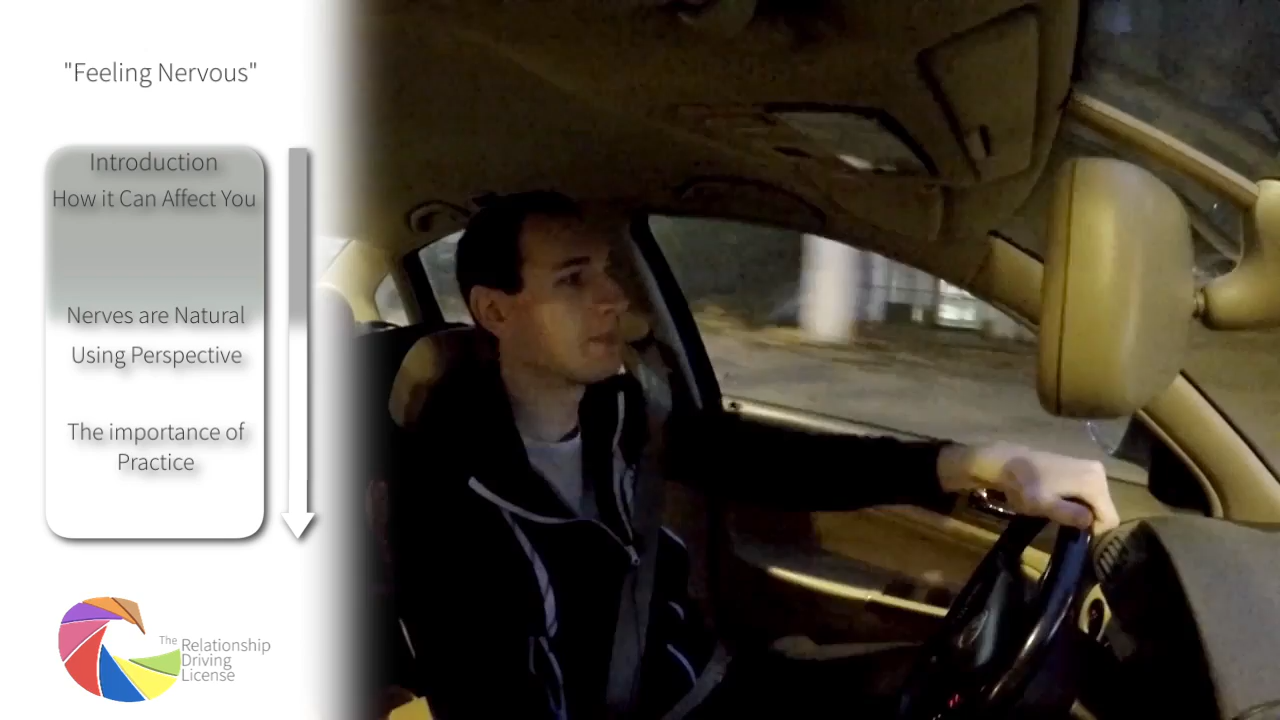 "Feeling Nervous"
Introduction
How it Can Affect You
Nerves are Natural
Using Perspective
The importance of
Practice
The Relationship
Driving
License